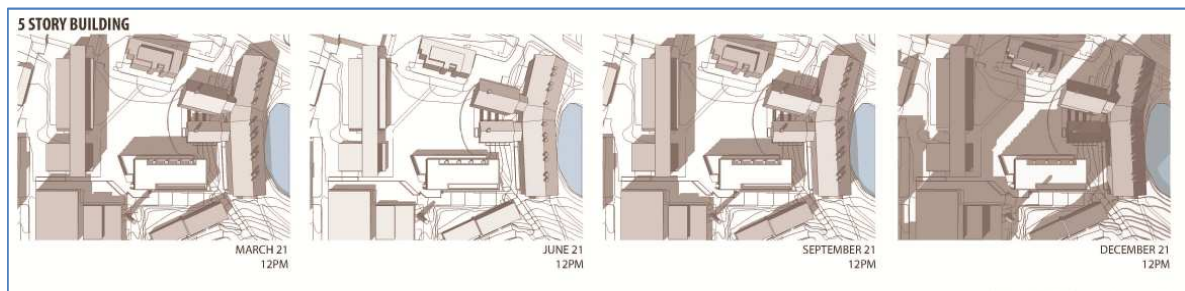 5 STORY BUILDING
MARCH 21
12PM
JUNE 21
12PM
SEPTEMBER 21
12PM
DECEMBER 21
12PM